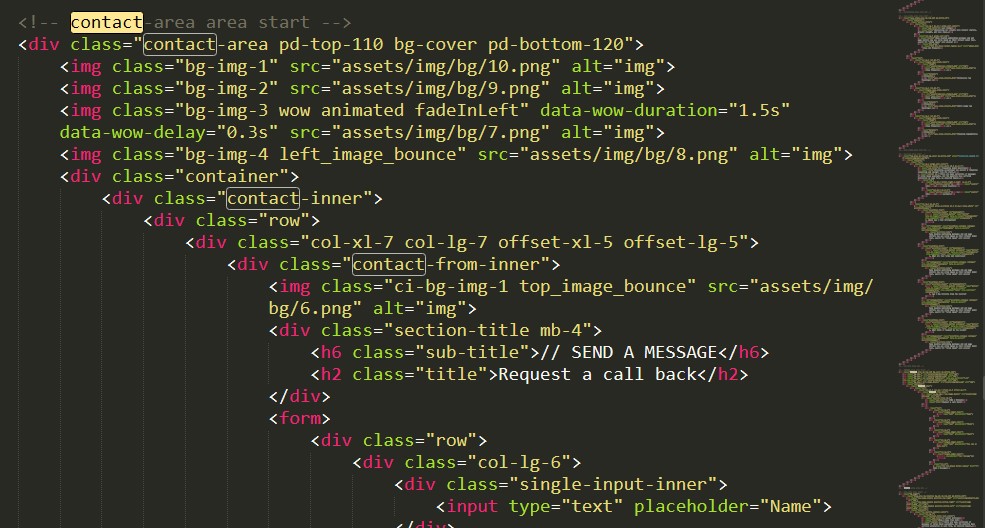 <!-- contact-area area start -->
<div class="contact-area pd-top-110 bg-cover pd-bottom-120">
<img class="bg-img-1" src="assets/img/bg/10.png" alt="img">
<img class="bg-img-2" src="assets/img/bg/9.png" alt="img">
<img class="bg-img-3 wow animated fadeInLeft" data-wow-duration="1.5s"
data-wow-delay="0.3s" src="assets/img/bg/7.png" alt="img">
<img class="bg-img-4 left_image_bounce" src="assets/img/bg/8.png" alt="img">
<div class="container">
<div class="contact-inner">
<div class="row">
<div class="col-xl-7 col-lg-7 offset-xl-5 offset-lg-5">
<div class="contact-from-inner">
<img class="ci-bg-img-1 top_image_bounce" src="assets/img/
bg/6.png" alt="img">
<div class="section-title mb-4">
<h6 class="sub-title">// SEND A MESSAGE</h6>
<h2 class="title">Request a call back</h2>
</div>
<form>
<div class="row">
<div class="col-lg-6">
<div class="single-input-inner">
<input type="text" placeholder="Name">
</div>